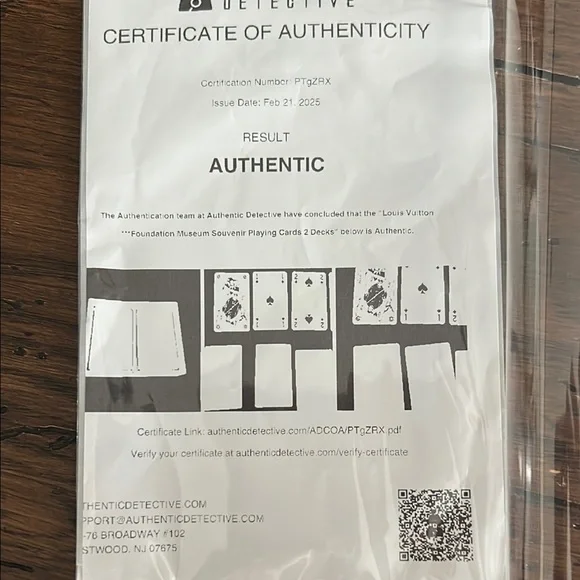 DETECTIVE
CERTIFICATE OF AUTHENTICITY
Certification Number: PTgZRX
Issue Date: Feb 21, 2025
RESULT
AUTHENTIC
The Authentication team at Authentic Detective have concluded that the "Louis Vuitton
***Foundation Museum Souvenir Playing Cards 2 Decks" below is Authentic.
Certificate Link: authenticdetective.com/ADCOA/PTgZRX.pdf
Verify your certificate at authenticdetective.com/verify-certificate
THENTICDETECTIVE.COM
PPORT@AUTHENTICDETECTIVE.COM
-76 BROADWAY #102
STWOOD, NJ 07675